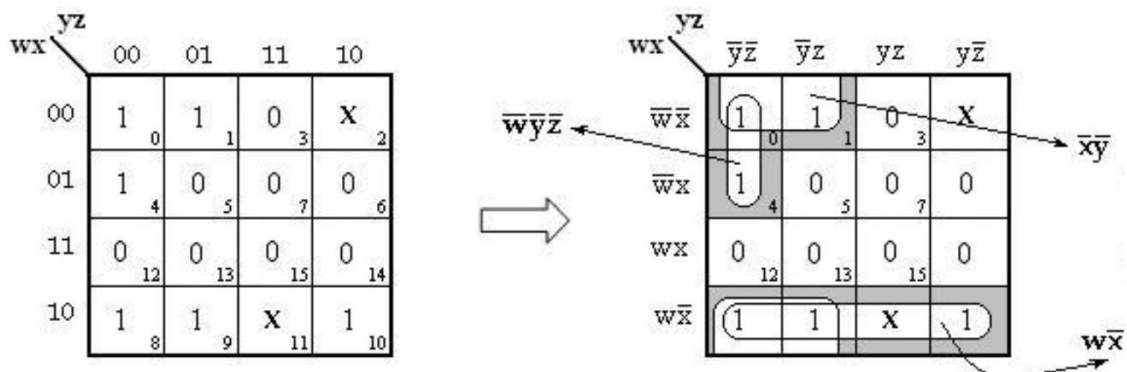 yz yz
wx 00 01 11 10 wx y̅z̅ y̅z yz yz̅
00 1 0 1 1 0 3 X 2 w̅x̅ 1 0 1 1 0 3 X
w̅y̅z̅ x̅y̅
01 1 4 0 5 0 7 0 6 w̅x 1 4 0 5 0 7 0
11 0 12 0 13 0 15 0 14 wx 0 12 0 13 0 15 0
10 1 8 1 9 X 11 1 10 wx̅ 1 1 X 1
wx̅